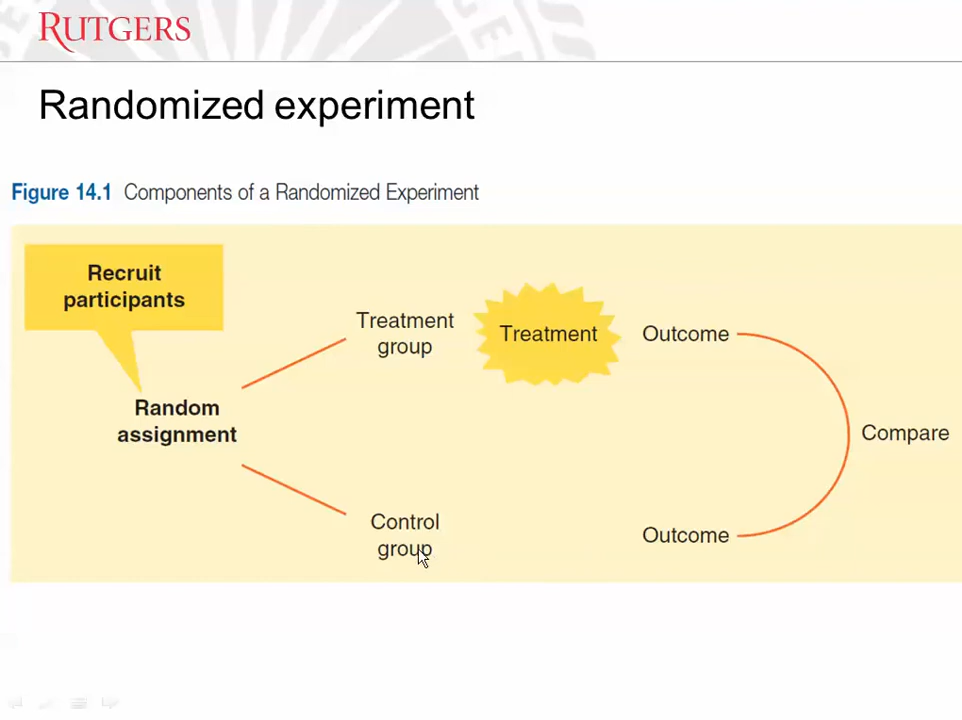 RUTGERS
Randomized experiment
Figure 14.1 Components of a Randomized Experiment
Recruit
participants
Random
assignment
Treatment
group
Treatment
Outcome
Compare
Control
group
Outcome